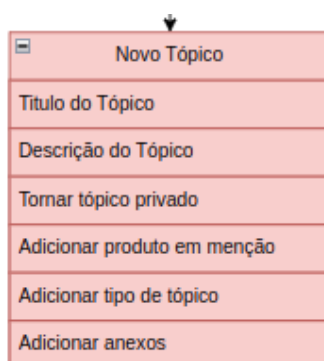 Novo Tópico
Titulo do Tópico
Descrição do Tópico
Tornar tópico privado
Adicionar produto em menção
Adicionar tipo de tópico
Adicionar anexos